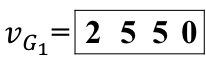 v_{G_1} = 2 5 5 0